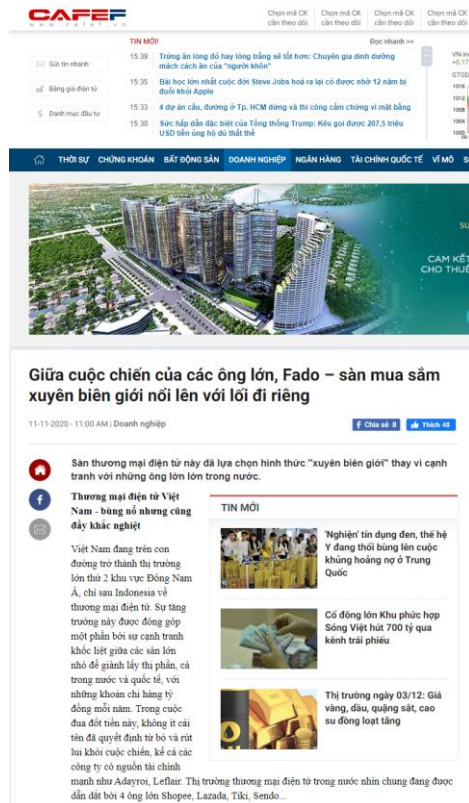 CAFEF
Chọn mã CK
cần theo dõi
Chọn mã CK
cần theo dõi
Chọn mã CK
cần theo dõi
Chọn mã CK
cần theo dõi
TIN MỚI!
Đọc nhanh >>
Gửi tin nhanh
Bảng giá điện tử
Danh mục đầu tư
15:39 Trứng ăn lòng đỏ hay lòng trắng sẽ tốt hơn: Chuyên gia dinh dưỡng
mách cách ăn của "người khôn"
15:35 Bài học lớn nhất cuộc đời Steve Jobs hoá ra lại có được nhờ 12 năm bị
đuổi khỏi Apple
15:33 4 dự án cầu, đường ở Tp. HCM dừng và thi công cầm chừng vì mặt bằng
15:30 Sức hấp dẫn đặc biệt của Tổng thống Trump: Kêu gọi được 207,5 triệu
USD tiền ủng hộ dù thất thế
VN-In
+0.17
GTGD
1016
1012
1008
1004
1000
THỜI SỰ CHỨNG KHOÁN BẤT ĐỘNG SẢN DOANH NGHIỆP NGÂN HÀNG TÀI CHÍNH QUỐC TẾ VĨ MÔ
SU
CAM KẾT
CHO THUÊ
Giữa cuộc chiến của các ông lớn, Fado – sàn mua sắm
xuyên biên giới nổi lên với lối đi riêng
11-11-2020 - 11:00 AM | Doanh nghiệp
Chia sẻ 8
Thích 48
Sàn thương mại điện tử này đã lựa chọn hình thức "xuyên biên giới" thay vì cạnh
tranh với những ông lớn lớn trong nước.
Thương mại điện tử Việt
Nam - bùng nổ nhưng cũng
đầy khắc nghiệt
Việt Nam đang trên con
đường trở thành thị trường
lớn thứ 2 khu vực Đông Nam
Á, chỉ sau Indonesia về
thương mại điện tử. Sự tăng
trưởng này được đóng góp
một phần bởi sự cạnh tranh
khốc liệt giữa các sàn lớn
nhỏ để giành lấy thị phần, cả
trong nước và quốc tế, với
những khoản chi hàng tỷ
đồng mỗi năm. Trong cuộc
đua đốt tiền này, không ít cái
tên đã quyết định từ bỏ và rút
lui khỏi cuộc chiến, kể cả các
công ty có nguồn tài chính
mạnh như Adayroi, Leflair. Thị trường thương mại điện tử trong nước nhìn chung đang được
dẫn dắt bởi 4 ông lớn Shopee, Lazada, Tiki, Sendo...
TIN MỚI
'Nghiện' tín dụng đen, thế hệ
Y đang thổi bùng lên cuộc
khủng hoảng nợ ở Trung
Quốc
Cổ đông lớn Khu phức hợp
Sóng Việt hút 700 tỷ qua
kênh trái phiếu
Thị trường ngày 03/12: Giá
vàng, dầu, quặng sắt, cao
su đồng loạt tăng